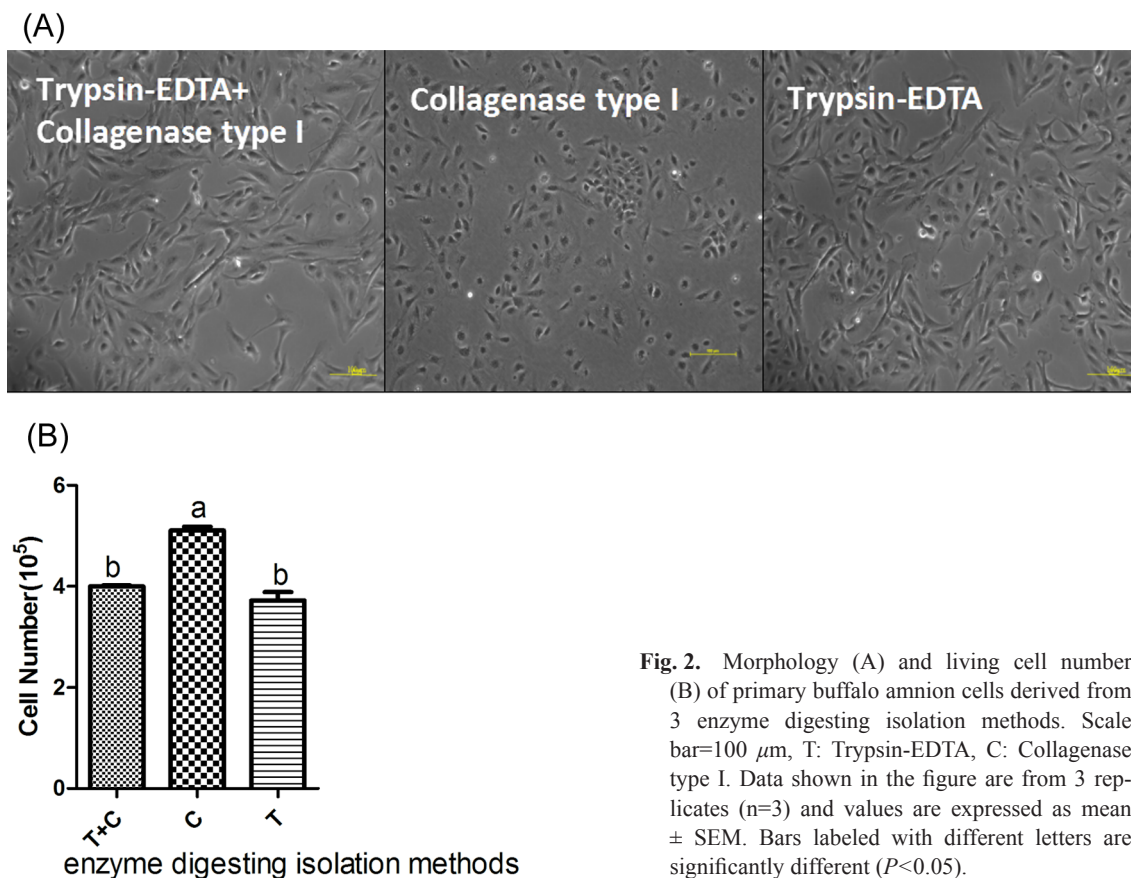 (A)
Trypsin-EDTA+
Collagenase type I
Collagenase type I
Trypsin-EDTA
(B)
6
4
2
0
Cell Number(10⁵)
b
a
b
T+C
C
T
enzyme digesting isolation methods
Fig. 2. Morphology (A) and living cell number
(B) of primary buffalo amnion cells derived from
3 enzyme digesting isolation methods. Scale
bar=100 μm, T: Trypsin-EDTA, C: Collagenase
type I. Data shown in the figure are from 3 rep-
licates (n=3) and values are expressed as mean
± SEM. Bars labeled with different letters are
significantly different (P<0.05).